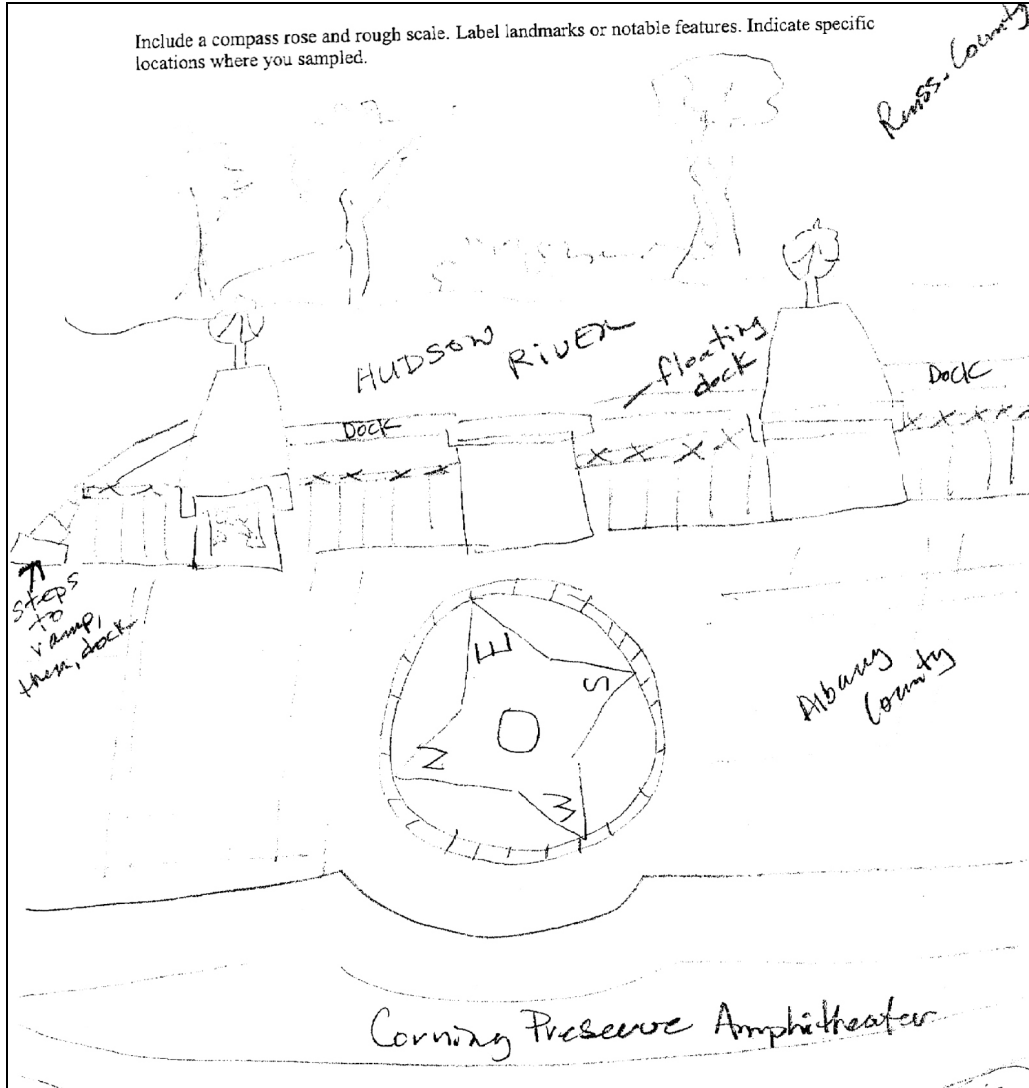 Include a compass rose and rough scale. Label landmarks or notable features. Indicate specific
locations where you sampled.
Renss. County
HUDSON RIVER
floating
dock
DOCK
DOCK
steps
to
ramp,
then, dock
E
S
N
W
Albany
County
Corning Preserve Amphitheater